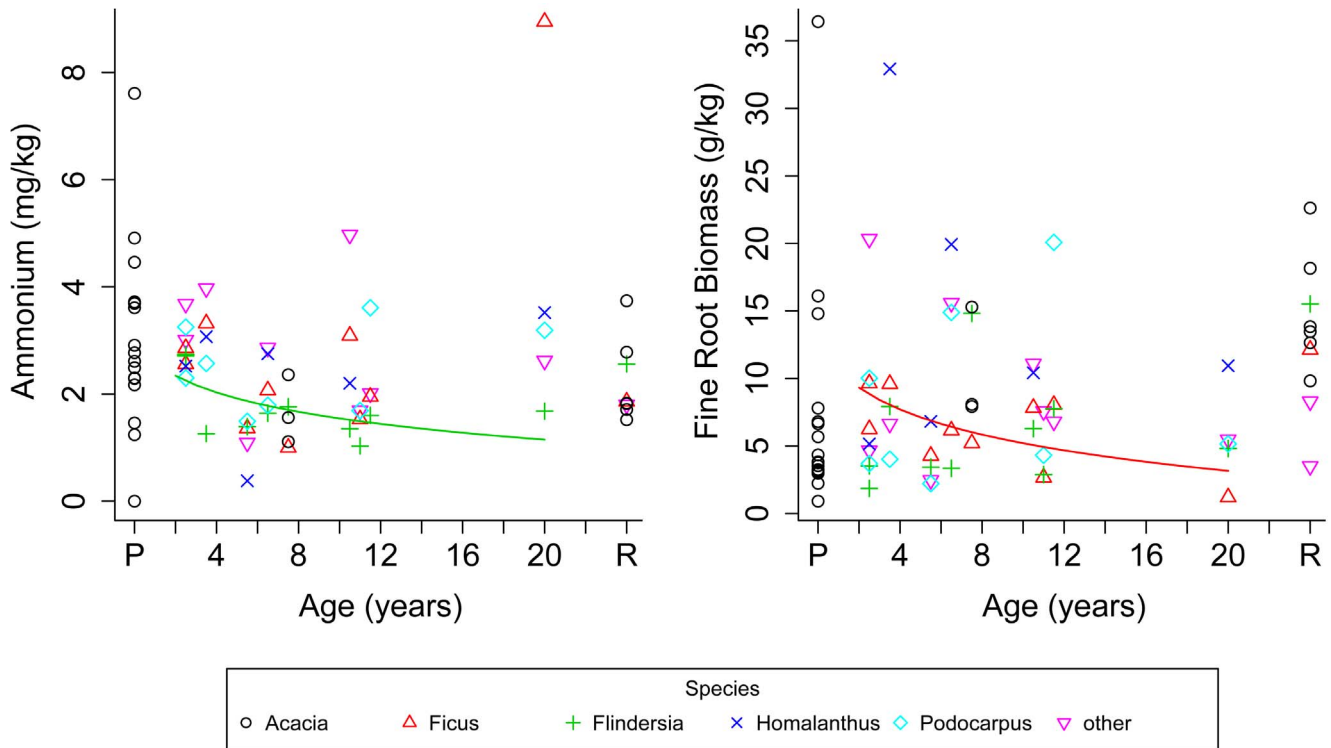 Ammonium (mg/kg)
8
6
4
2
0
P 4 8 12 16 20 R
Age (years)
Fine Root Biomass (g/kg)
35
30
25
20
15
10
5
0
P 4 8 12 16 20 R
Age (years)
Species
Acacia Ficus Flindersia Homalanthus Podocarpus other